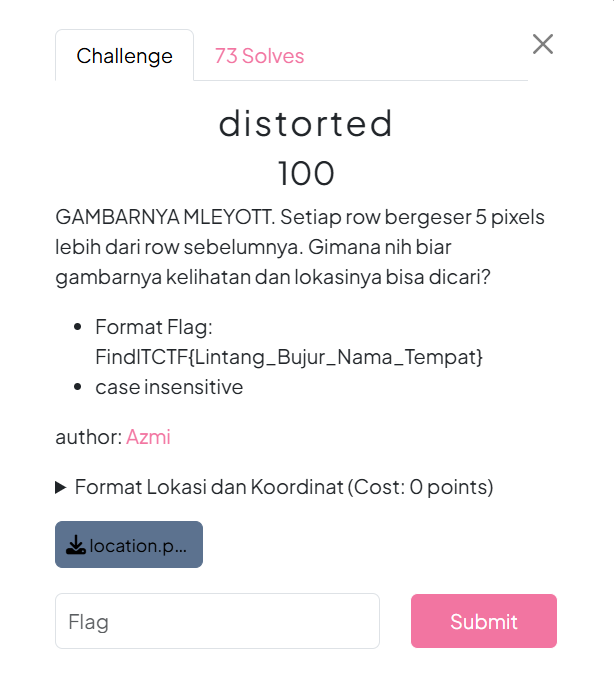 Challenge
73 Solves
distorted
100
GAMBARNYA MLEYOTT. Setiap row bergeser 5 pixels
lebih dari row sebelumnya. Gimana nih biar
gambarnya kelihatan dan lokasinya bisa dicari?
Format Flag:
FindITCTF{Lintang_Bujur_Nama_Tempat}
case insensitive
author: Azmi
Format Lokasi dan Koordinat (Cost: 0 points)
location.p...
Flag
Submit